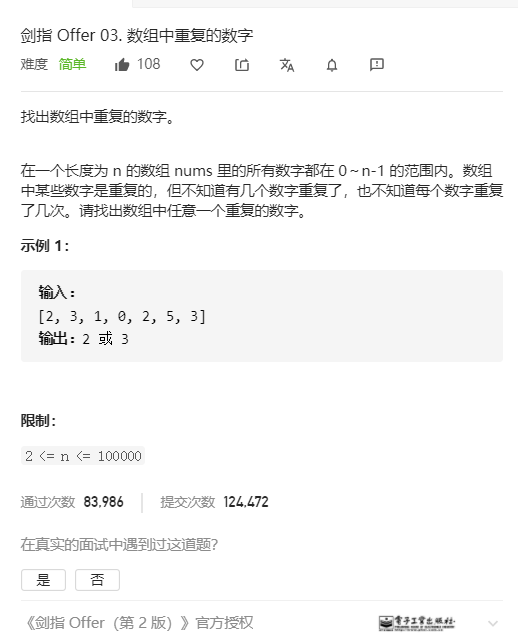 剑指 Offer 03. 数组中重复的数字
难度 简单 108
找出数组中重复的数字。
在一个长度为 n 的数组 nums 里的所有数字都在 0～n-1 的范围内。数组
中某些数字是重复的，但不知道有几个数字重复了，也不知道每个数字重复
了几次。请找出数组中任意一个重复的数字。
示例 1：
输入：
[2, 3, 1, 0, 2, 5, 3]
输出：2 或 3
限制：
2 <= n <= 100000
通过次数 83,986 提交次数 124,472
在真实的面试中遇到过这道题？
是 否
《剑指 Offer（第 2 版）》官方授权 电子工业出版社